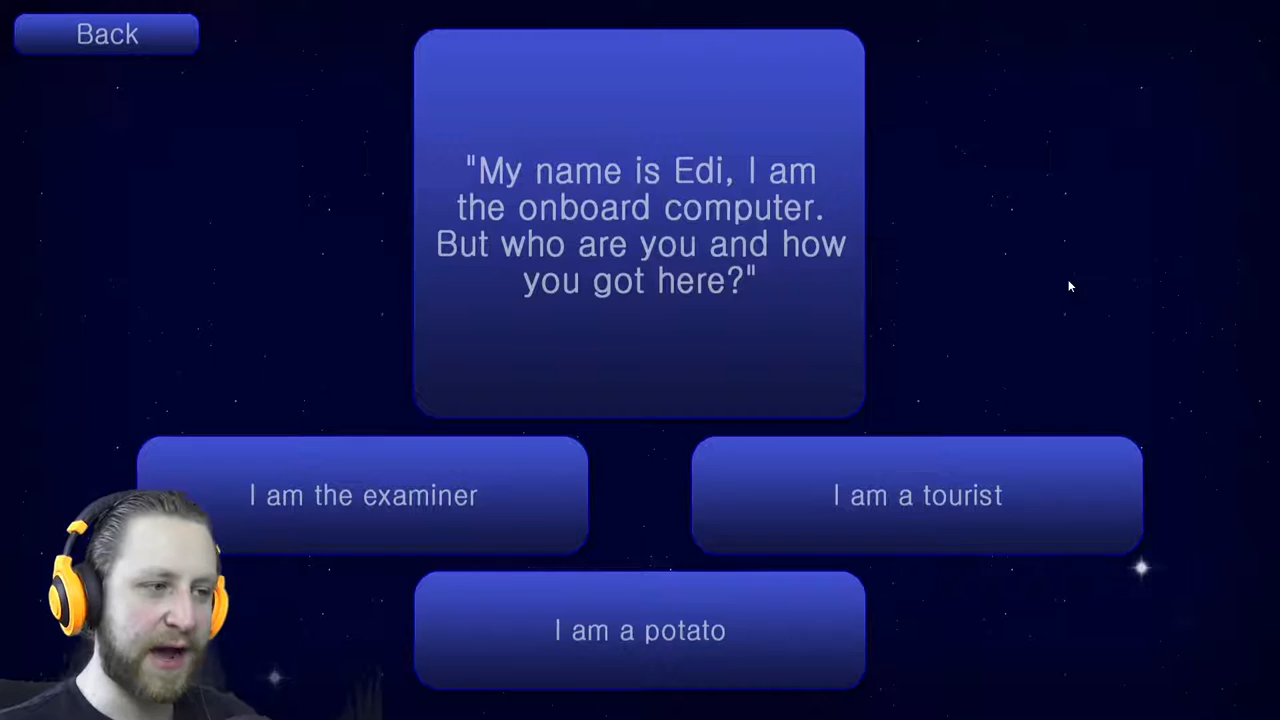 Back
"My name is Edi, I am
the onboard computer.
But who are you and how
you got here?"
I am the examiner
I am a tourist
I am a potato